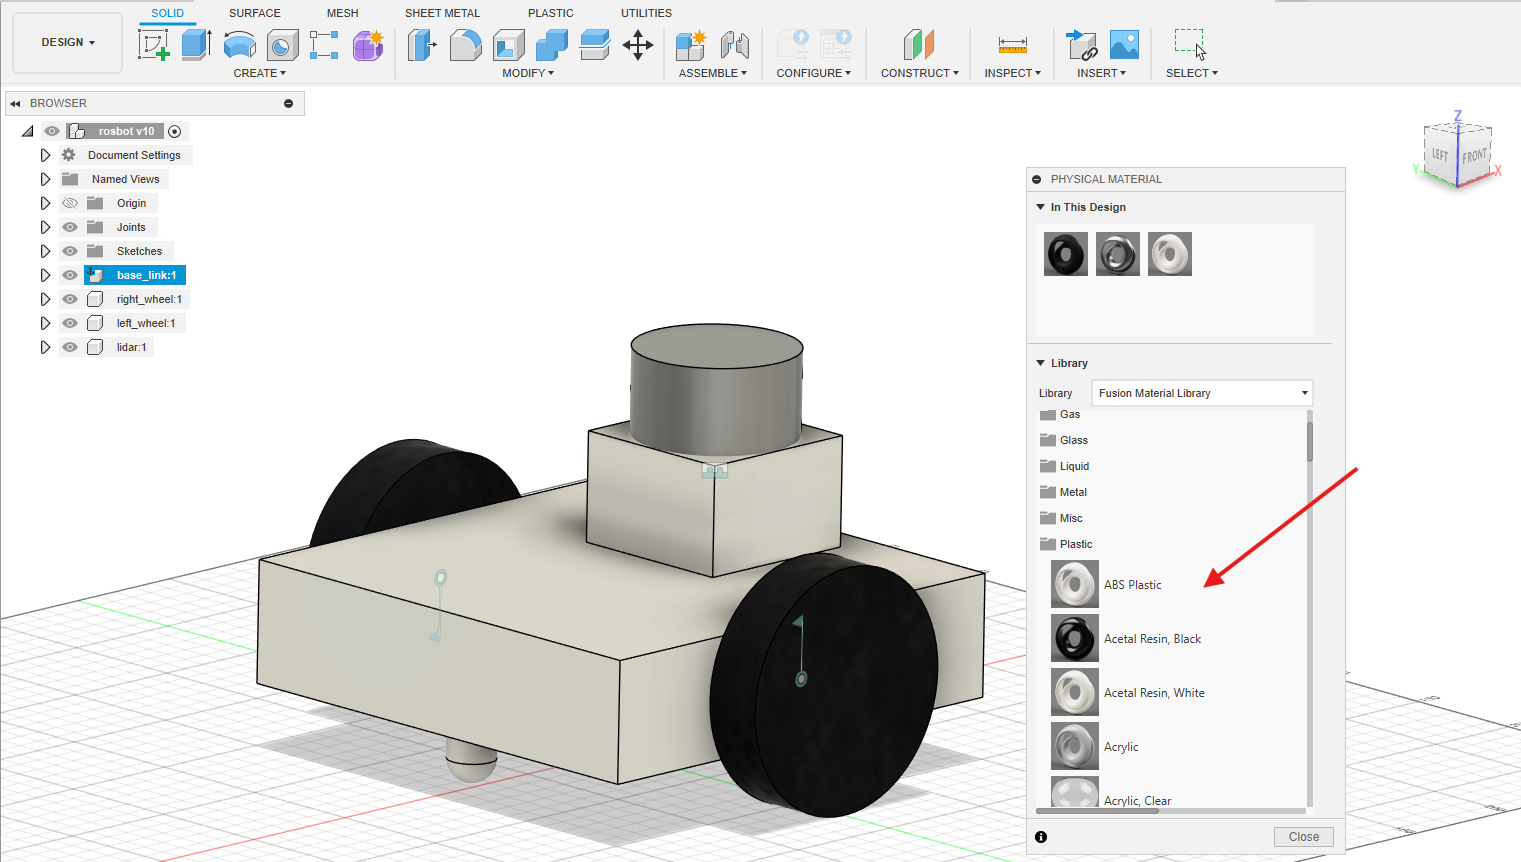 SOLID SURFACE MESH SHEET METAL PLASTIC UTILITIES
DESIGN
CREATE MODIFY ASSEMBLE CONFIGURE CONSTRUCT INSPECT INSERT SELECT
BROWSER
rosbot v10
Document Settings
Named Views
Origin
Joints
Sketches
base_link:1
right_wheel:1
left_wheel:1
lidar:1
Z
LEFT FRONT
Y X
PHYSICAL MATERIAL
In This Design
Library
Library Fusion Material Library
Gas
Glass
Liquid
Metal
Misc
Plastic
ABS Plastic
Acetal Resin, Black
Acetal Resin, White
Acrylic
Acrylic, Clear
Close